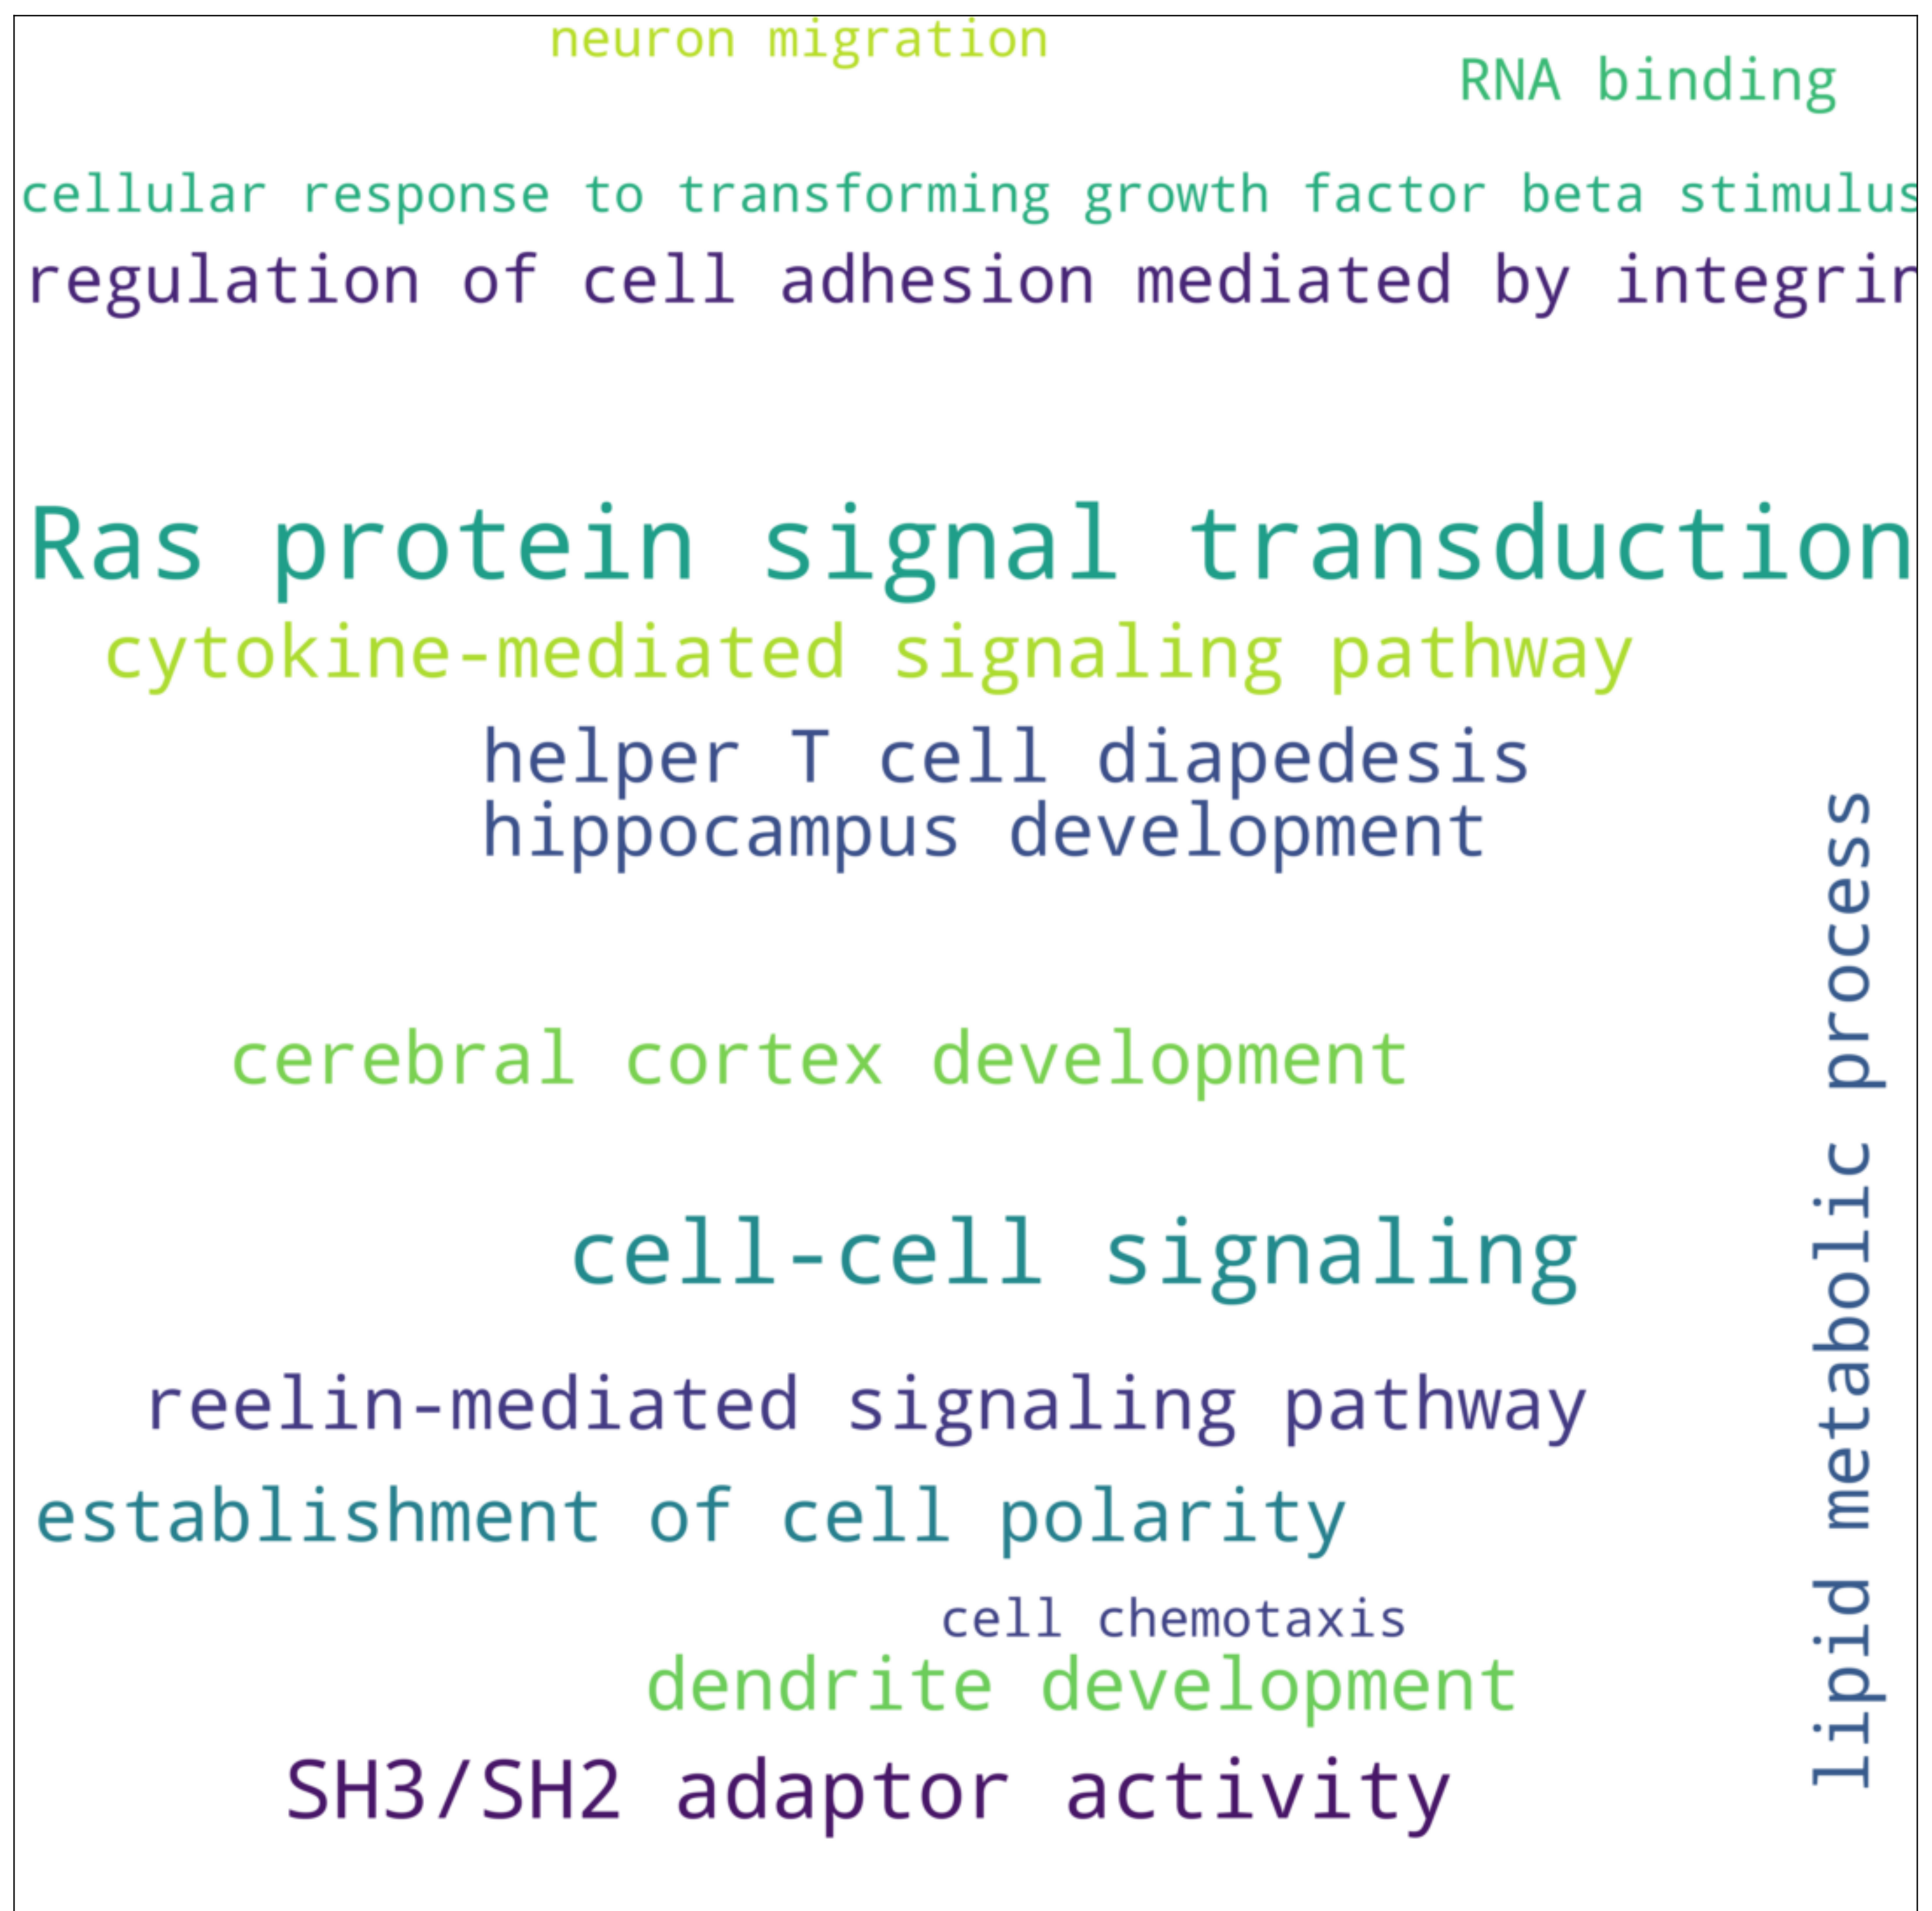 neuron migration
RNA binding
cellular response to transforming growth factor beta stimulus
regulation of cell adhesion mediated by integrin
Ras protein signal transduction
cytokine-mediated signaling pathway
helper T cell diapedesis
hippocampus development
cerebral cortex development
cell-cell signaling
reelin-mediated signaling pathway
establishment of cell polarity
cell chemotaxis
dendrite development
SH3/SH2 adaptor activity
lipid metabolic process